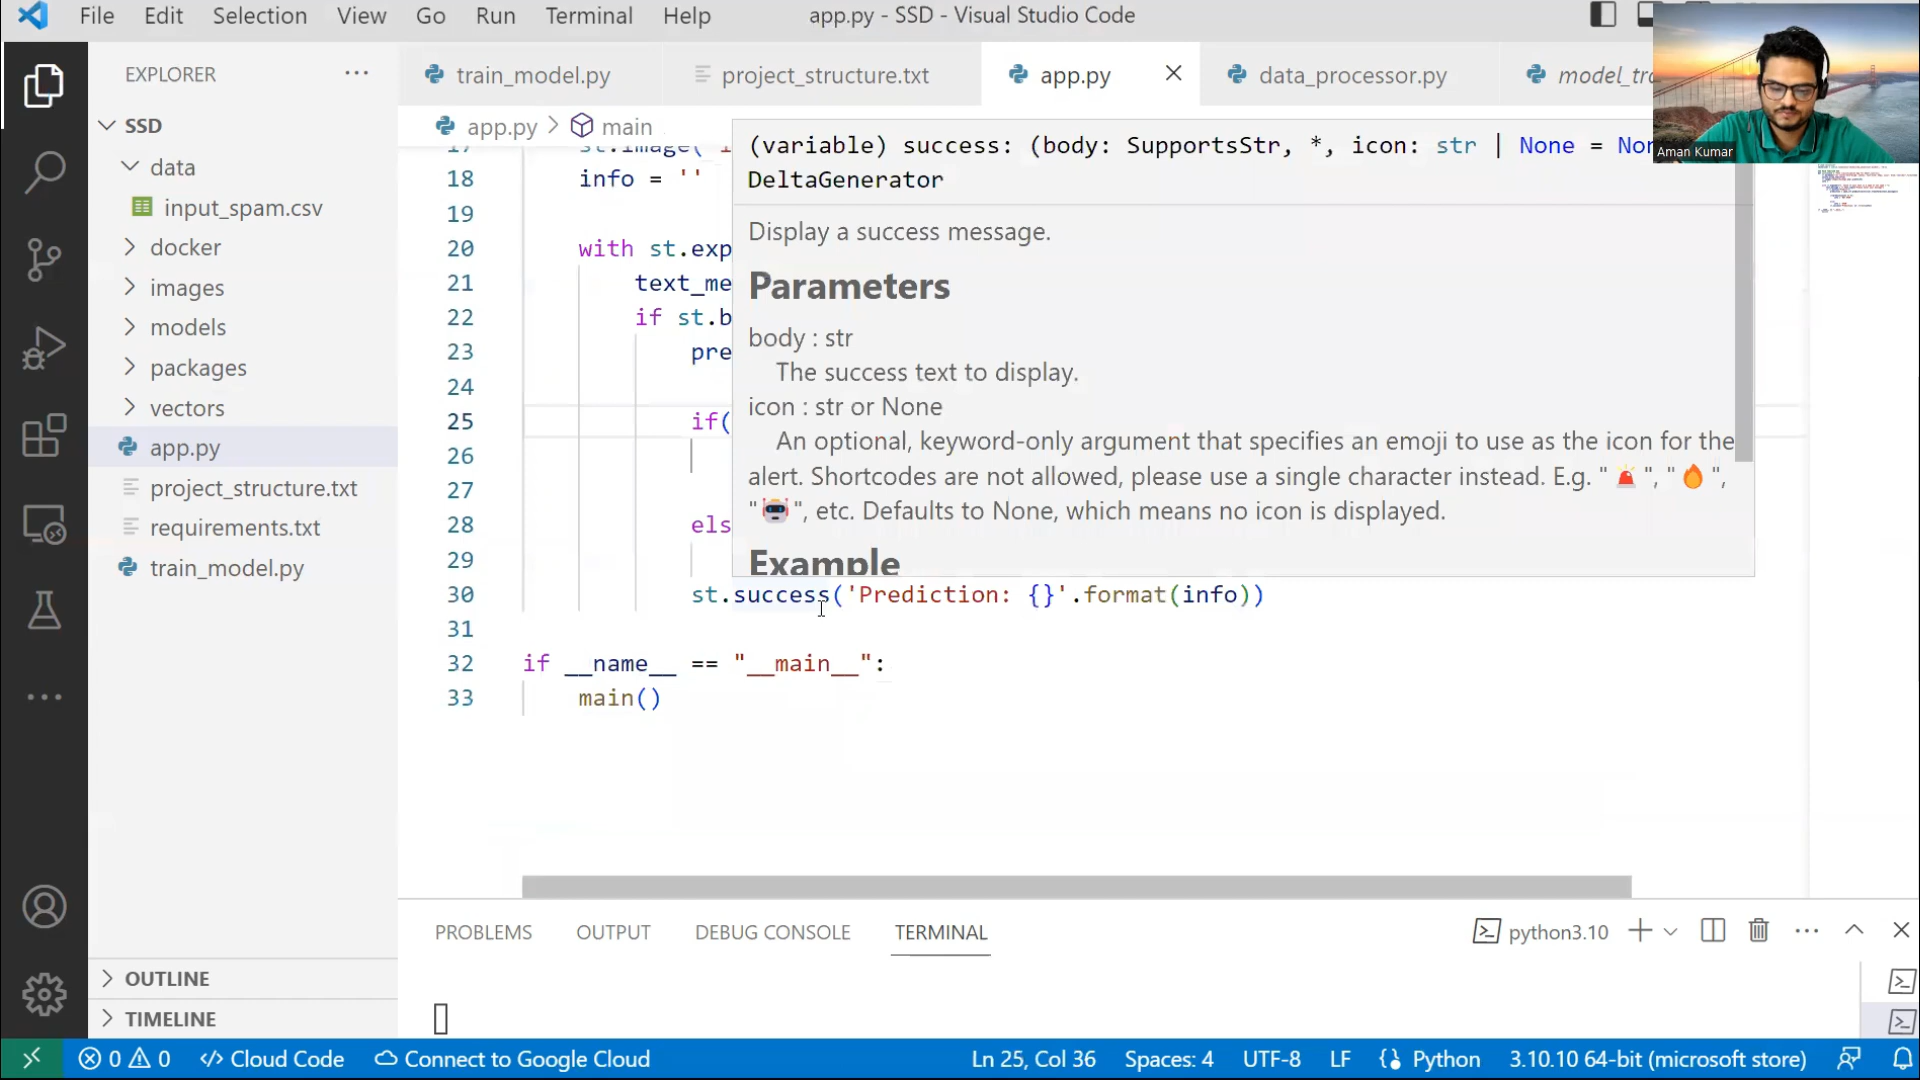 File Edit Selection View Go Run Terminal Help
app.py - SSD - Visual Studio Code
EXPLORER
SSD
data
input_spam.csv
docker
images
models
packages
vectors
app.py
project_structure.txt
requirements.txt
train_model.py
OUTLINE
TIMELINE
train_model.py project_structure.txt app.py data_processor.py
Aman Kumar
app.py > main
(variable) success: (body: SupportsStr, *, icon: str | None = Non
DeltaGenerator
Display a success message.
Parameters
body : str
The success text to display.
icon : str or None
An optional, keyword-only argument that specifies an emoji to use as the icon for the
alert. Shortcodes are not allowed, please use a single character instead. E.g. "🚨", "🔥",
"🤖", etc. Defaults to None, which means no icon is displayed.
Example
17 st.image(
18 info = ''
19
20 with st.exp
21 text_me
22 if st.b
23 pre
24
25 if(
26
27
28 els
29
30 st.success('Prediction: {}'.format(info))
31
32 if __name__ == "__main__":
33 main()
PROBLEMS OUTPUT DEBUG CONSOLE TERMINAL
python3.10
0 0 Cloud Code Connect to Google Cloud
Ln 25, Col 36 Spaces: 4 UTF-8 LF Python 3.10.10 64-bit (microsoft store)